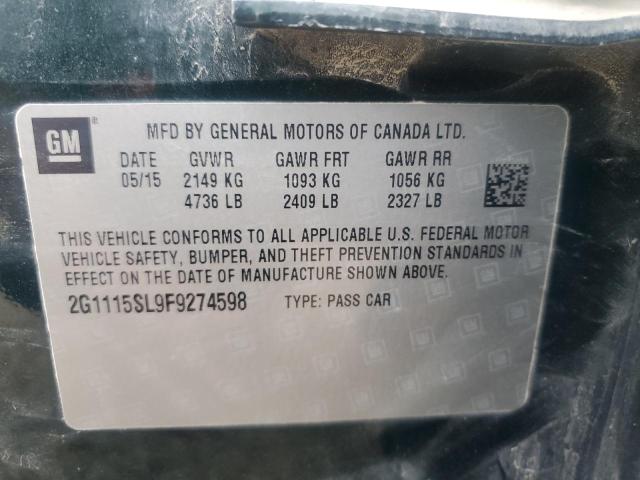 GM
MFD BY GENERAL MOTORS OF CANADA LTD.
DATE GVWR GAWR FRT GAWR RR
05/15 2149 KG 1093 KG 1056 KG
4736 LB 2409 LB 2327 LB
THIS VEHICLE CONFORMS TO ALL APPLICABLE U.S. FEDERAL MOTOR
VEHICLE SAFETY, BUMPER, AND THEFT PREVENTION STANDARDS IN
EFFECT ON THE DATE OF MANUFACTURE SHOWN ABOVE.
2G1115SL9F9274598 TYPE: PASS CAR